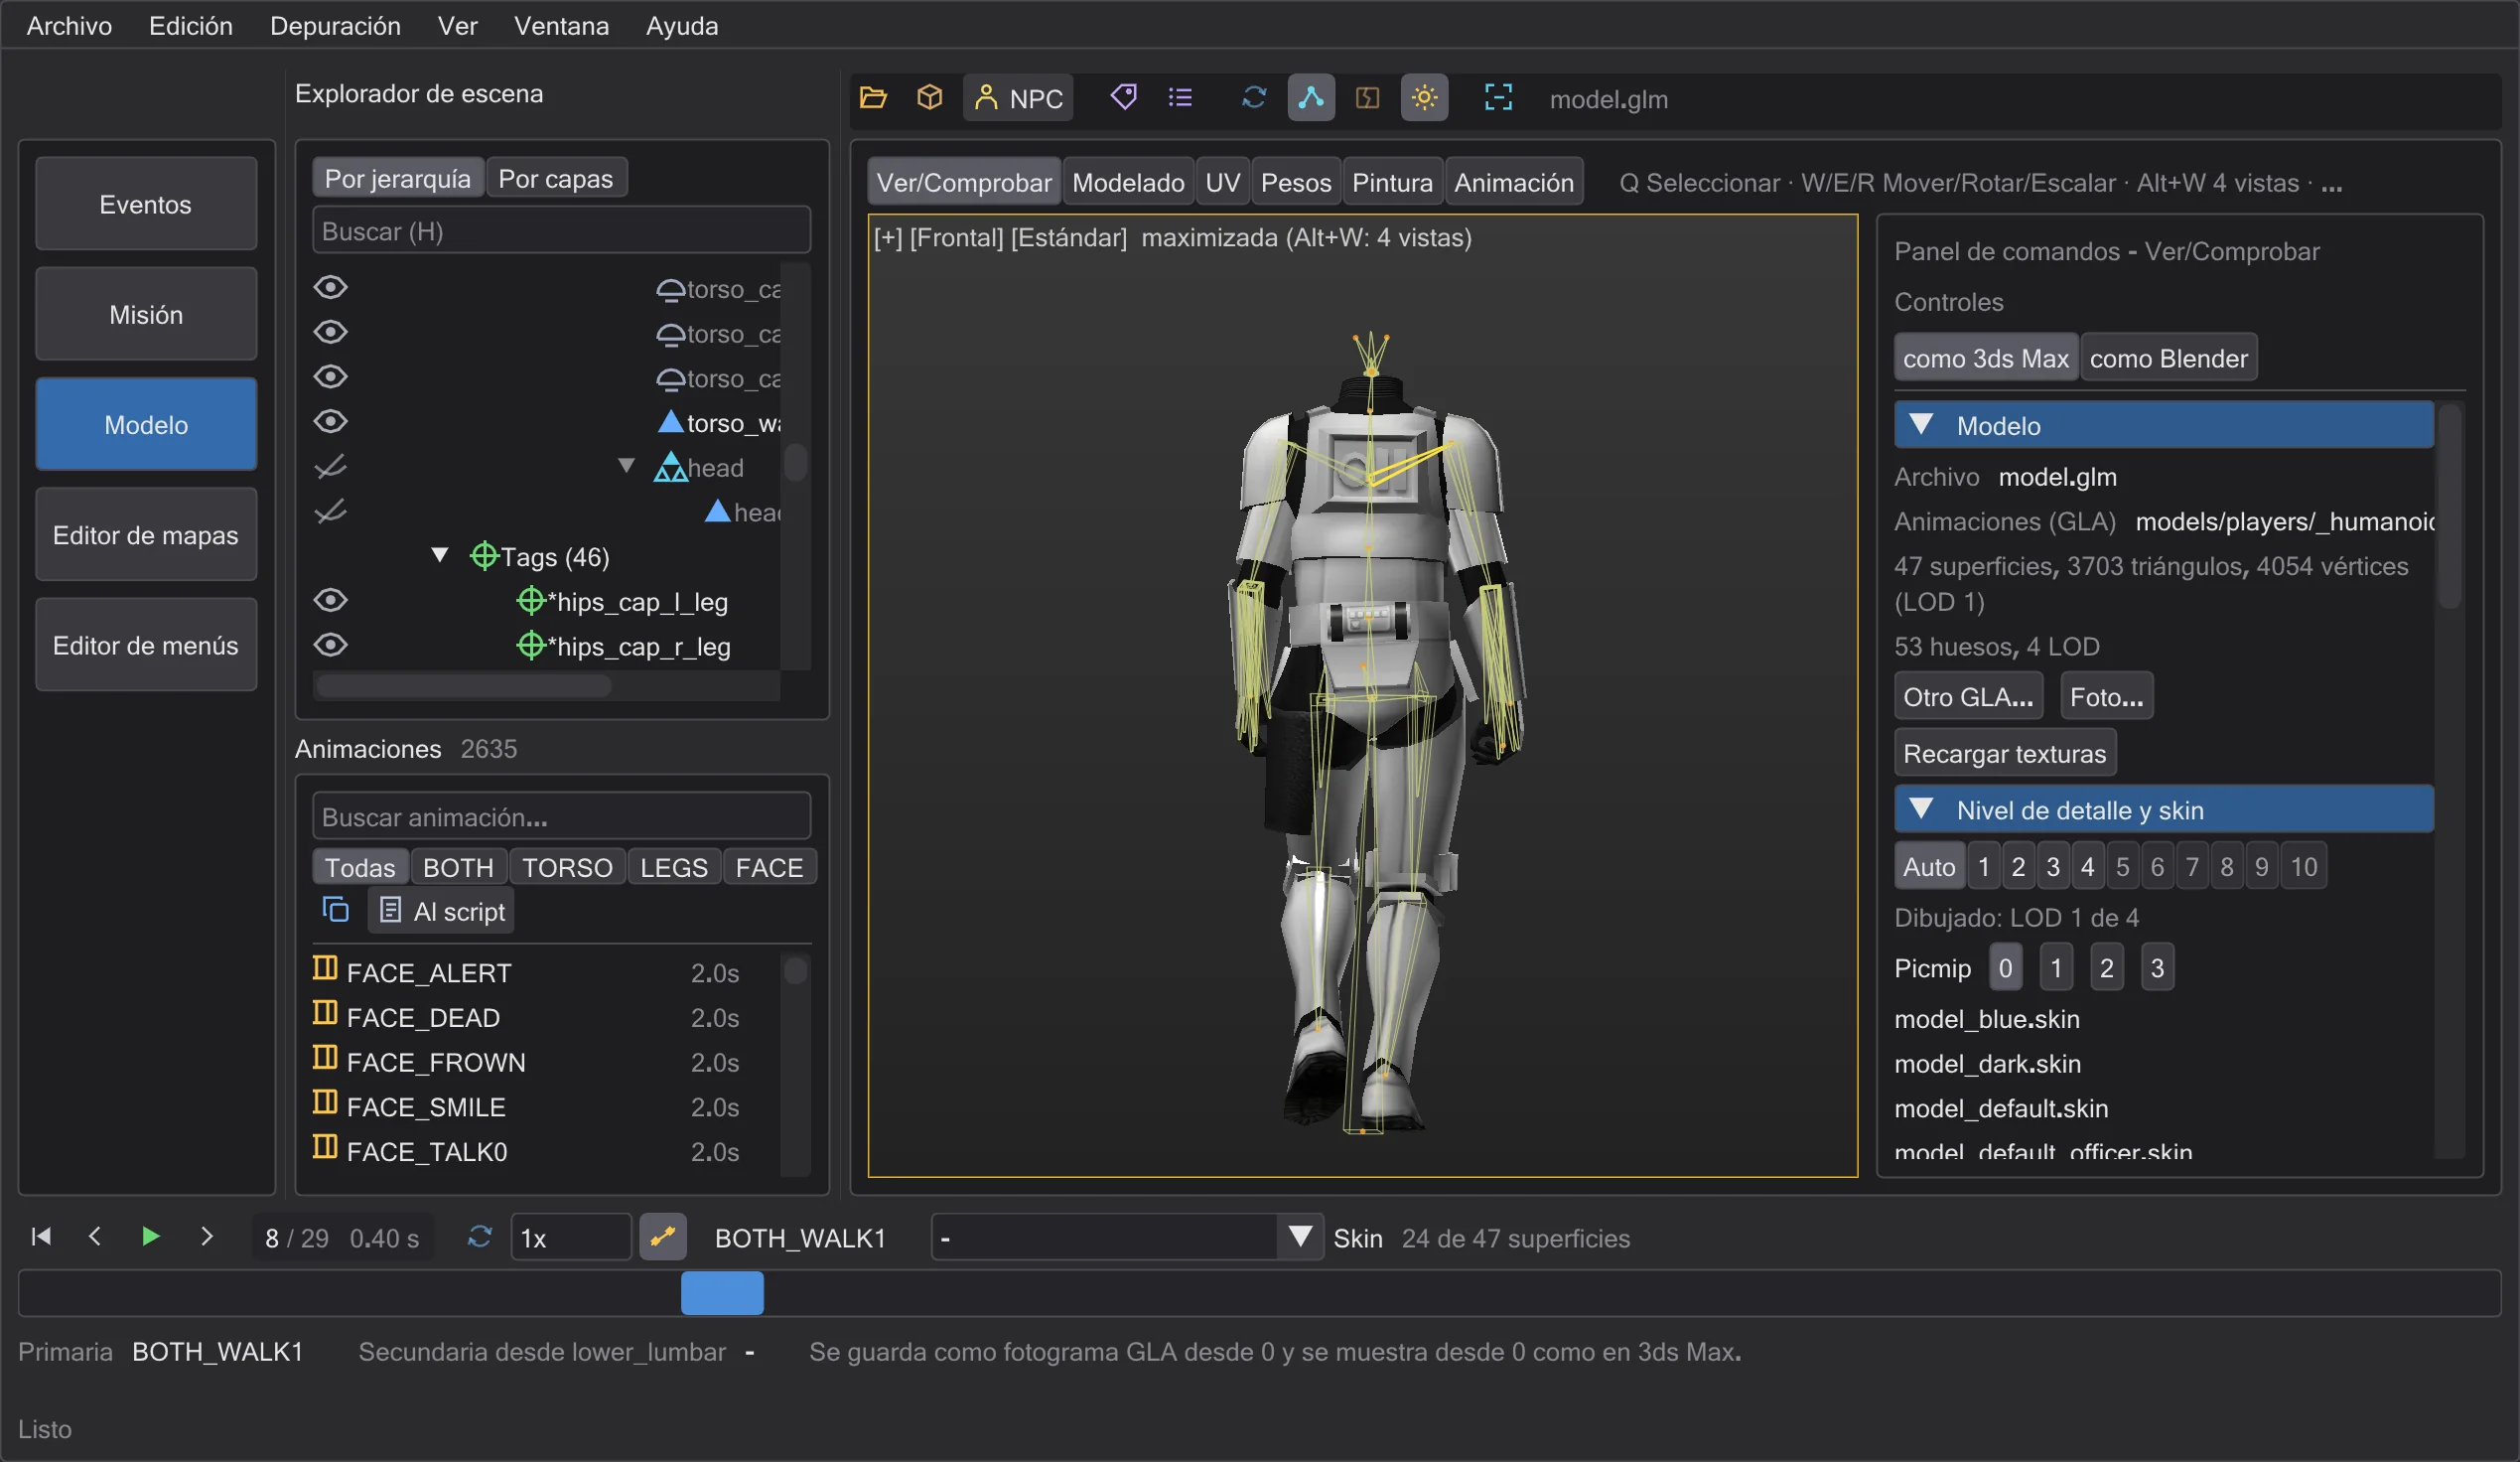 Archivo Edición Depuración Ver Ventana Ayuda
Explorador de escena
NPC
model.glm
Eventos
Misión
Modelo
Editor de mapas
Editor de menús
Por jerarquía Por capas
Buscar (H)
torso_ca
torso_ca
torso_ca
torso_wa
head
head
Tags (46)
*hips_cap_l_leg
*hips_cap_r_leg
Animaciones 2635
Buscar animación...
Todas BOTH TORSO LEGS FACE
AI script
FACE_ALERT 2.0s
FACE_DEAD 2.0s
FACE_FROWN 2.0s
FACE_SMILE 2.0s
FACE_TALK0 2.0s
Ver/Comprobar Modelado UV Pesos Pintura Animación Q Seleccionar · W/E/R Mover/Rotar/Escalar · Alt+W 4 vistas · ...
[+] [Frontal] [Estándar] maximizada (Alt+W: 4 vistas)
Panel de comandos - Ver/Comprobar
Controles
como 3ds Max como Blender
Modelo
Archivo model.glm
Animaciones (GLA) models/players/_humanoid
47 superficies, 3703 triángulos, 4054 vértices
(LOD 1)
53 huesos, 4 LOD
Otro GLA... Foto...
Recargar texturas
Nivel de detalle y skin
Auto 1 2 3 4 5 6 7 8 9 10
Dibujado: LOD 1 de 4
Picmip 0 1 2 3
model_blue.skin
model_dark.skin
model_default.skin
model_default_officer.skin
8 / 29 0.40 s 1x BOTH_WALK1 - Skin 24 de 47 superficies
Primaria BOTH_WALK1 Secundaria desde lower_lumbar - Se guarda como fotograma GLA desde 0 y se muestra desde 0 como en 3ds Max.
Listo